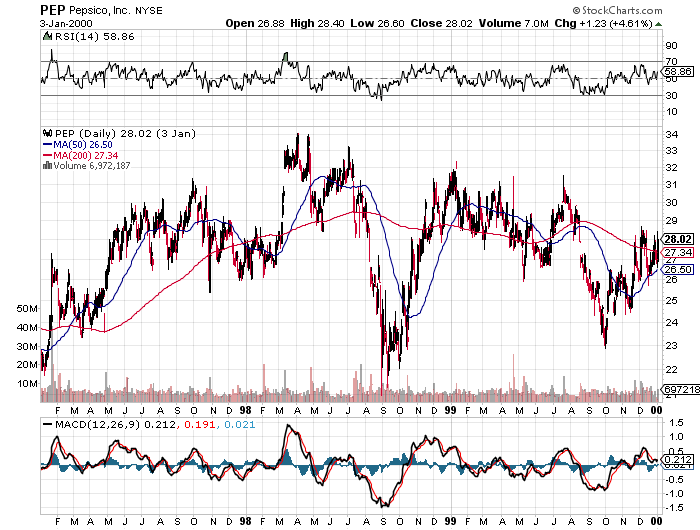 PEP Pepsico, Inc. NYSE
© StockCharts.com
3-Jan-2000
Open 26.88 High 28.40 Low 26.60 Close 28.02 Volume 7.0M Chg +1.23 (+4.61%)
RSI(14) 58.86
90
70
58.86
50
30
10
PEP (Daily) 28.02 (3 Jan)
MA(50) 26.50
MA(200) 27.34
Volume 6,972,187
34
33
32
31
30
29
28.02
27.34
26.50
26
25
24
23
22
21
50M
40M
30M
20M
10M
6972187
F M A M J J A S O N D 98 F M A M J J A S O N D 99 F M A M J J A S O N D 00
MACD(12,26,9) 0.212, 0.191, 0.021
1.5
1.0
0.5
0.212
0.021
-0.5
-1.0
-1.5
F M A M J J A S O N D 98 F M A M J J A S O N D 99 F M A M J J A S O N D 00